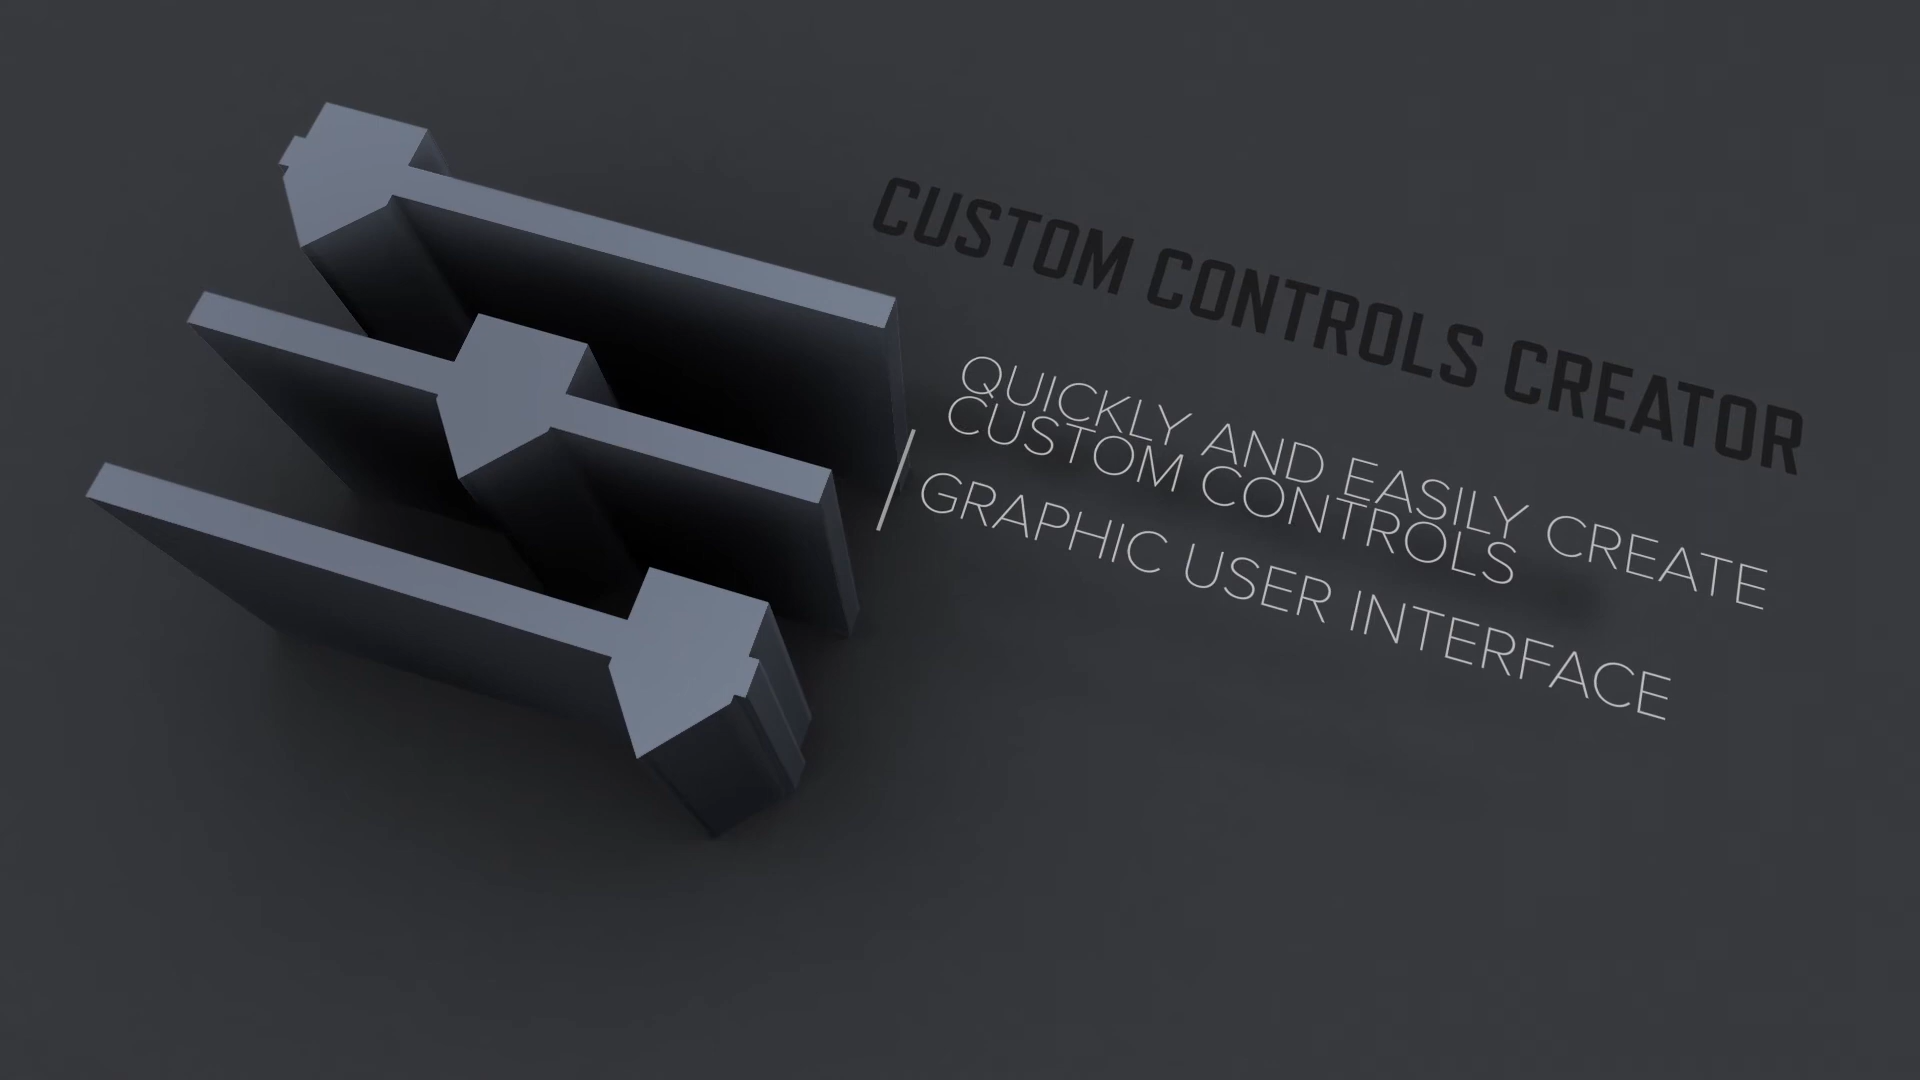 CUSTOM CONTROLS CREATOR
QUICKLY AND EASILY CREATE
CUSTOM CONTROLS
GRAPHIC USER INTERFACE